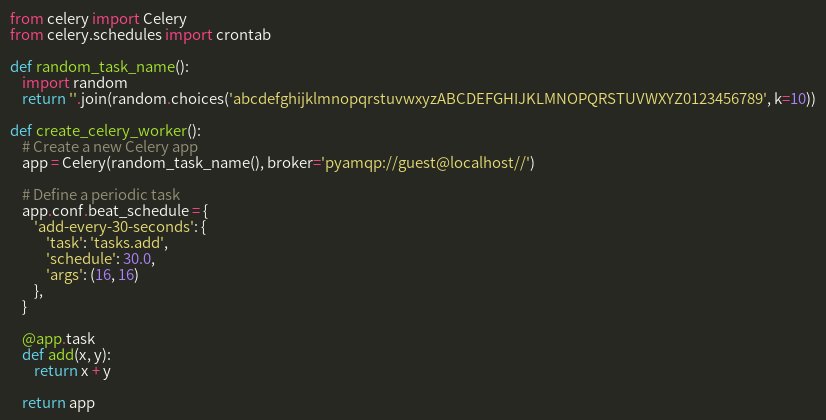 from celery import Celery
from celery.schedules import crontab

def random_task_name():
    import random
    return ''.join(random.choices('abcdefghijklmnopqrstuvwxyzABCDEFGHIJKLMNOPQRSTUVWXYZ0123456789', k=10))

def create_celery_worker():
    # Create a new Celery app
    app = Celery(random_task_name(), broker='pyamqp://guest@localhost//')

    # Define a periodic task
    app.conf.beat_schedule = {
        'add-every-30-seconds': {
            'task': 'tasks.add',
            'schedule': 30.0,
            'args': (16, 16)
        },
    }

    @app.task
    def add(x, y):
        return x + y

    return app